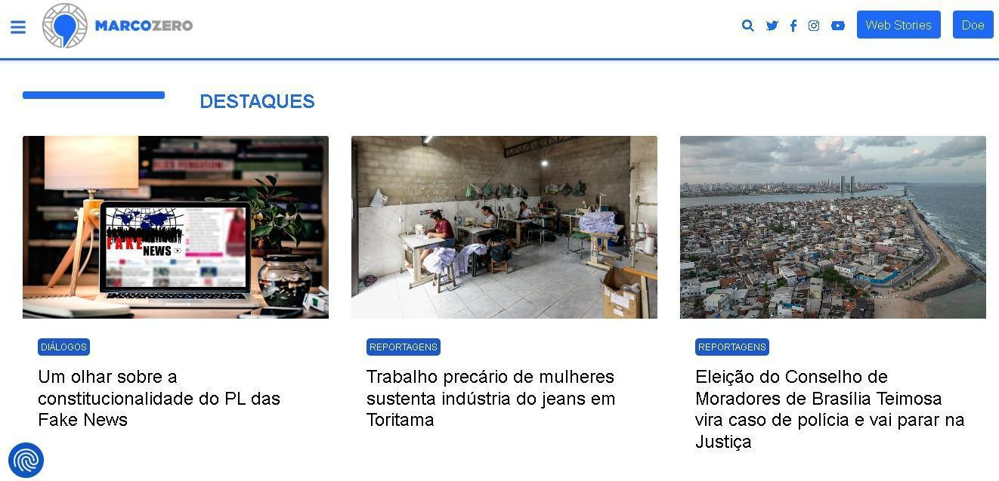 MARCOZERO
Web Stories
Doe
DESTAQUES
FAKE
NEWS
DIÁLOGOS
Um olhar sobre a
constitucionalidade do PL das
Fake News
REPORTAGENS
Trabalho precário de mulheres
sustenta indústria do jeans em
Toritama
REPORTAGENS
Eleição do Conselho de
Moradores de Brasília Teimosa
vira caso de polícia e vai parar na
Justiça